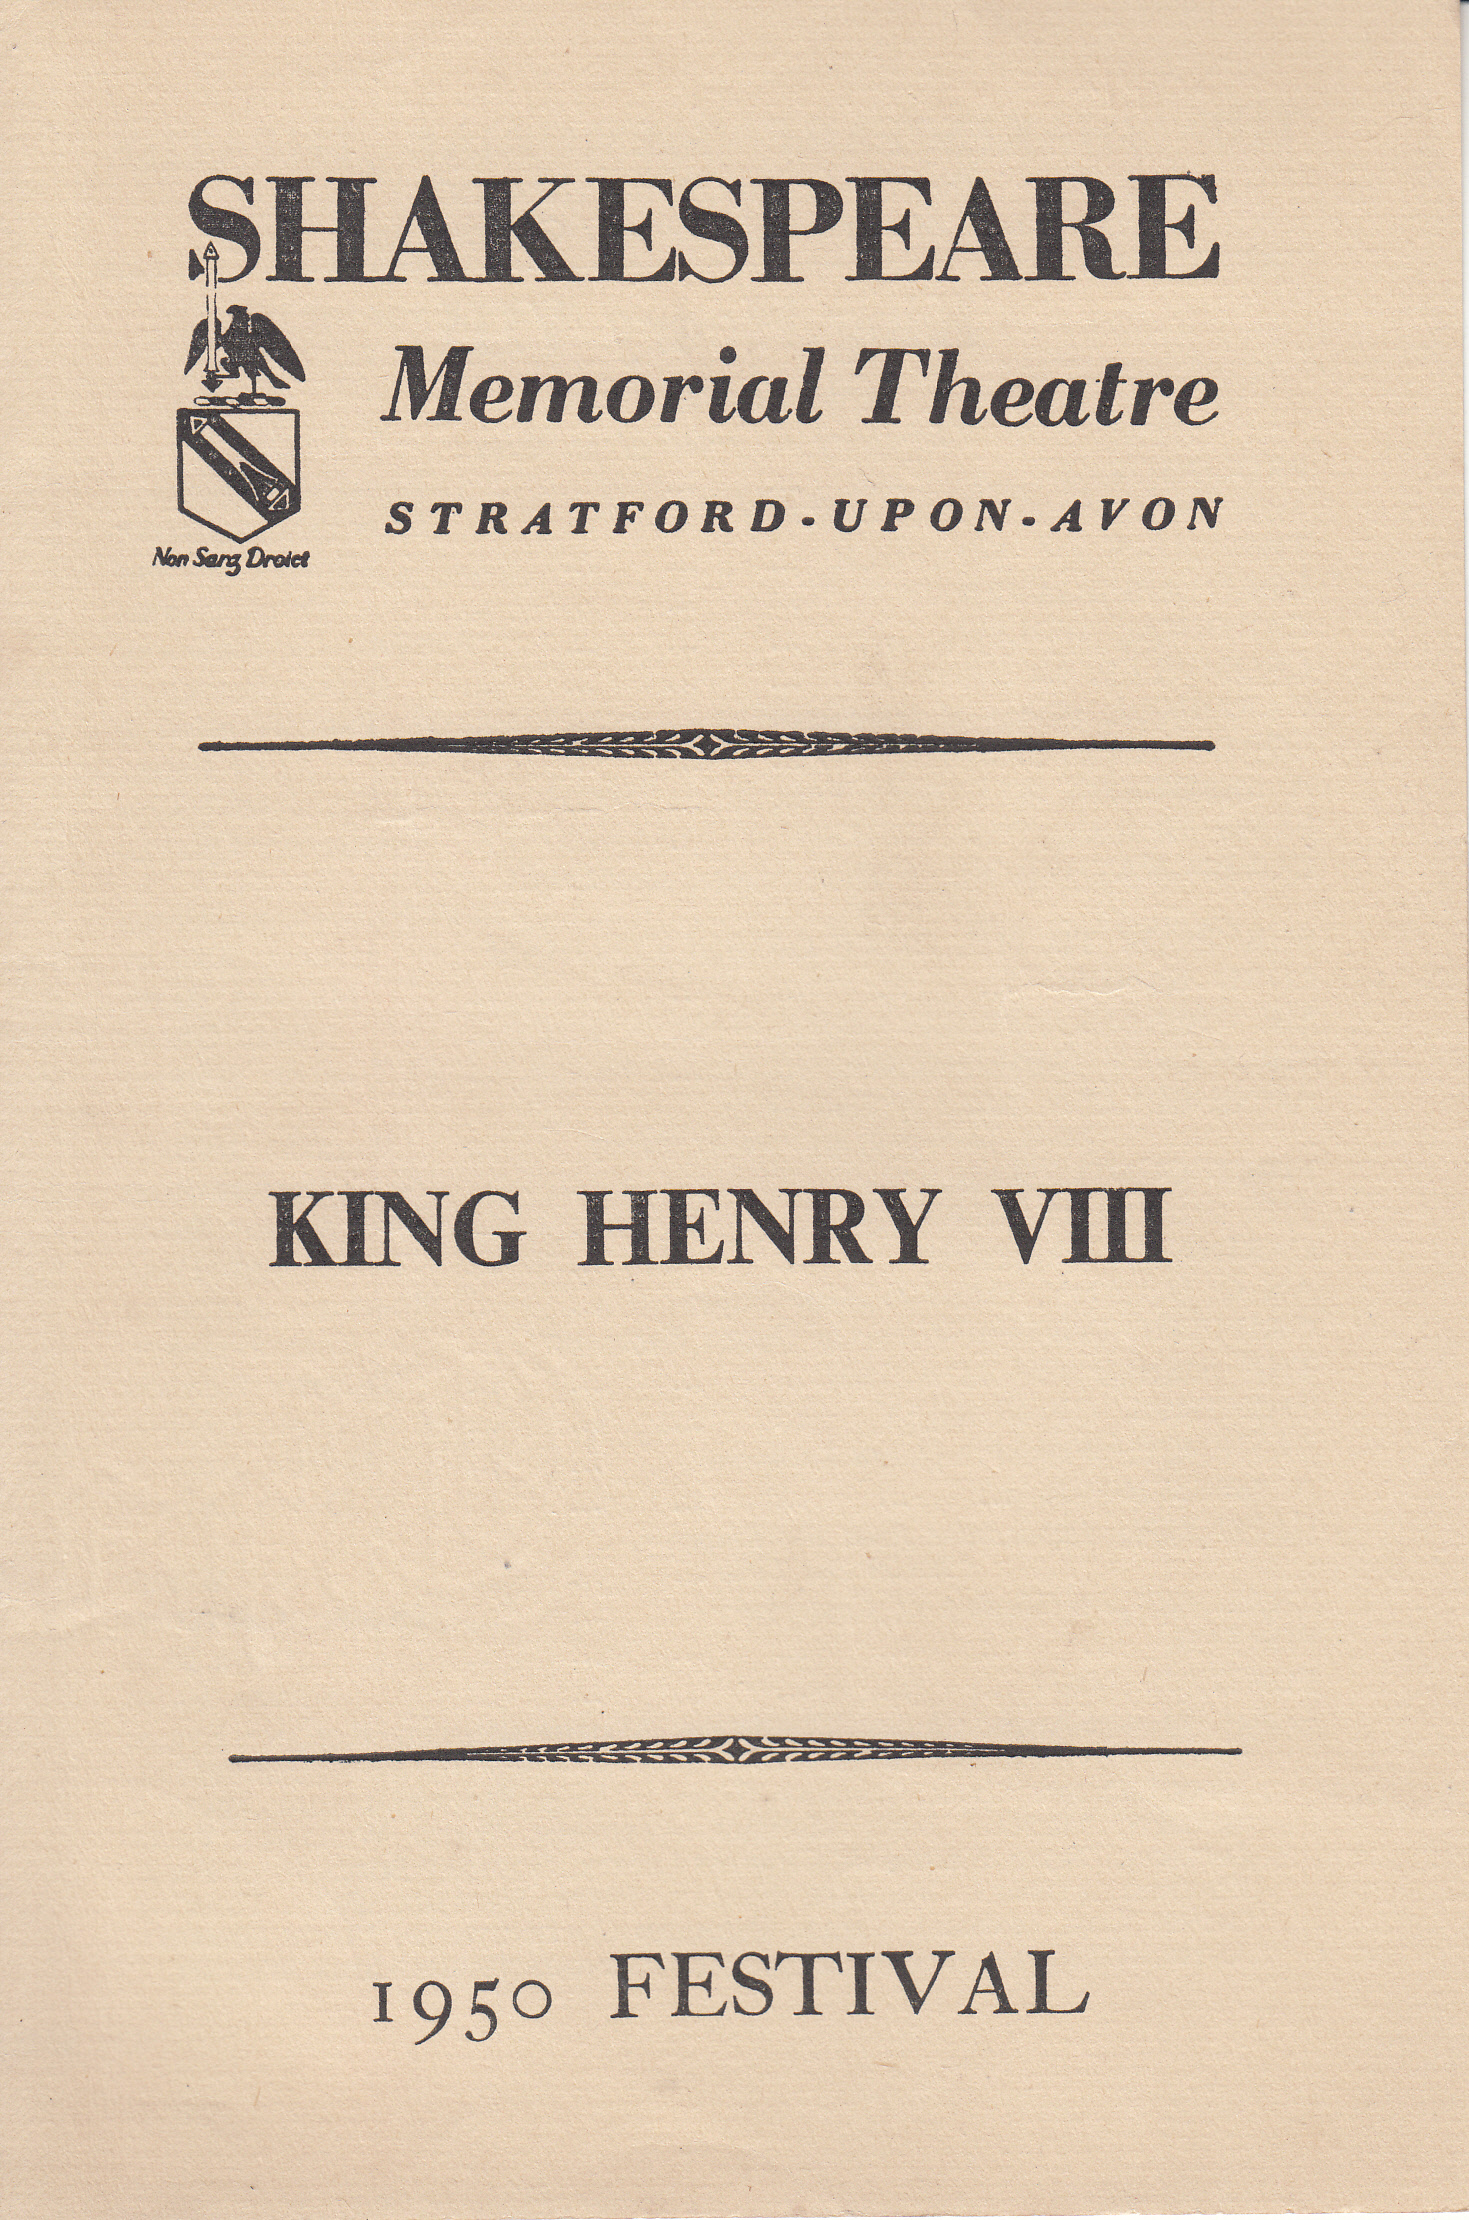 SHAKESPEARE
Memorial Theatre
STRATFORD-UPON-AVON
Non Sanz Droict
KING HENRY VIII
1950 FESTIVAL